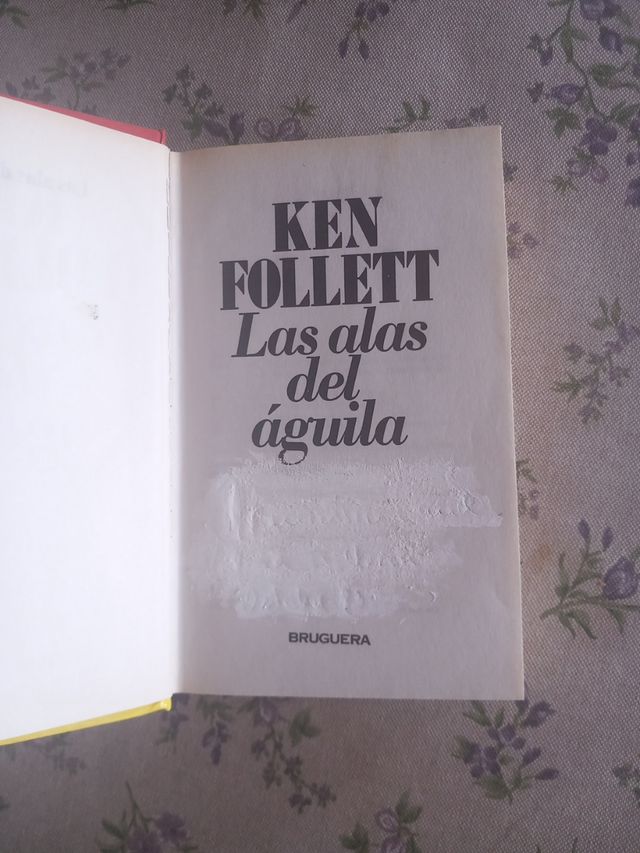 KEN
FOLLETT
Las alas
del
águila
BRUGUERA